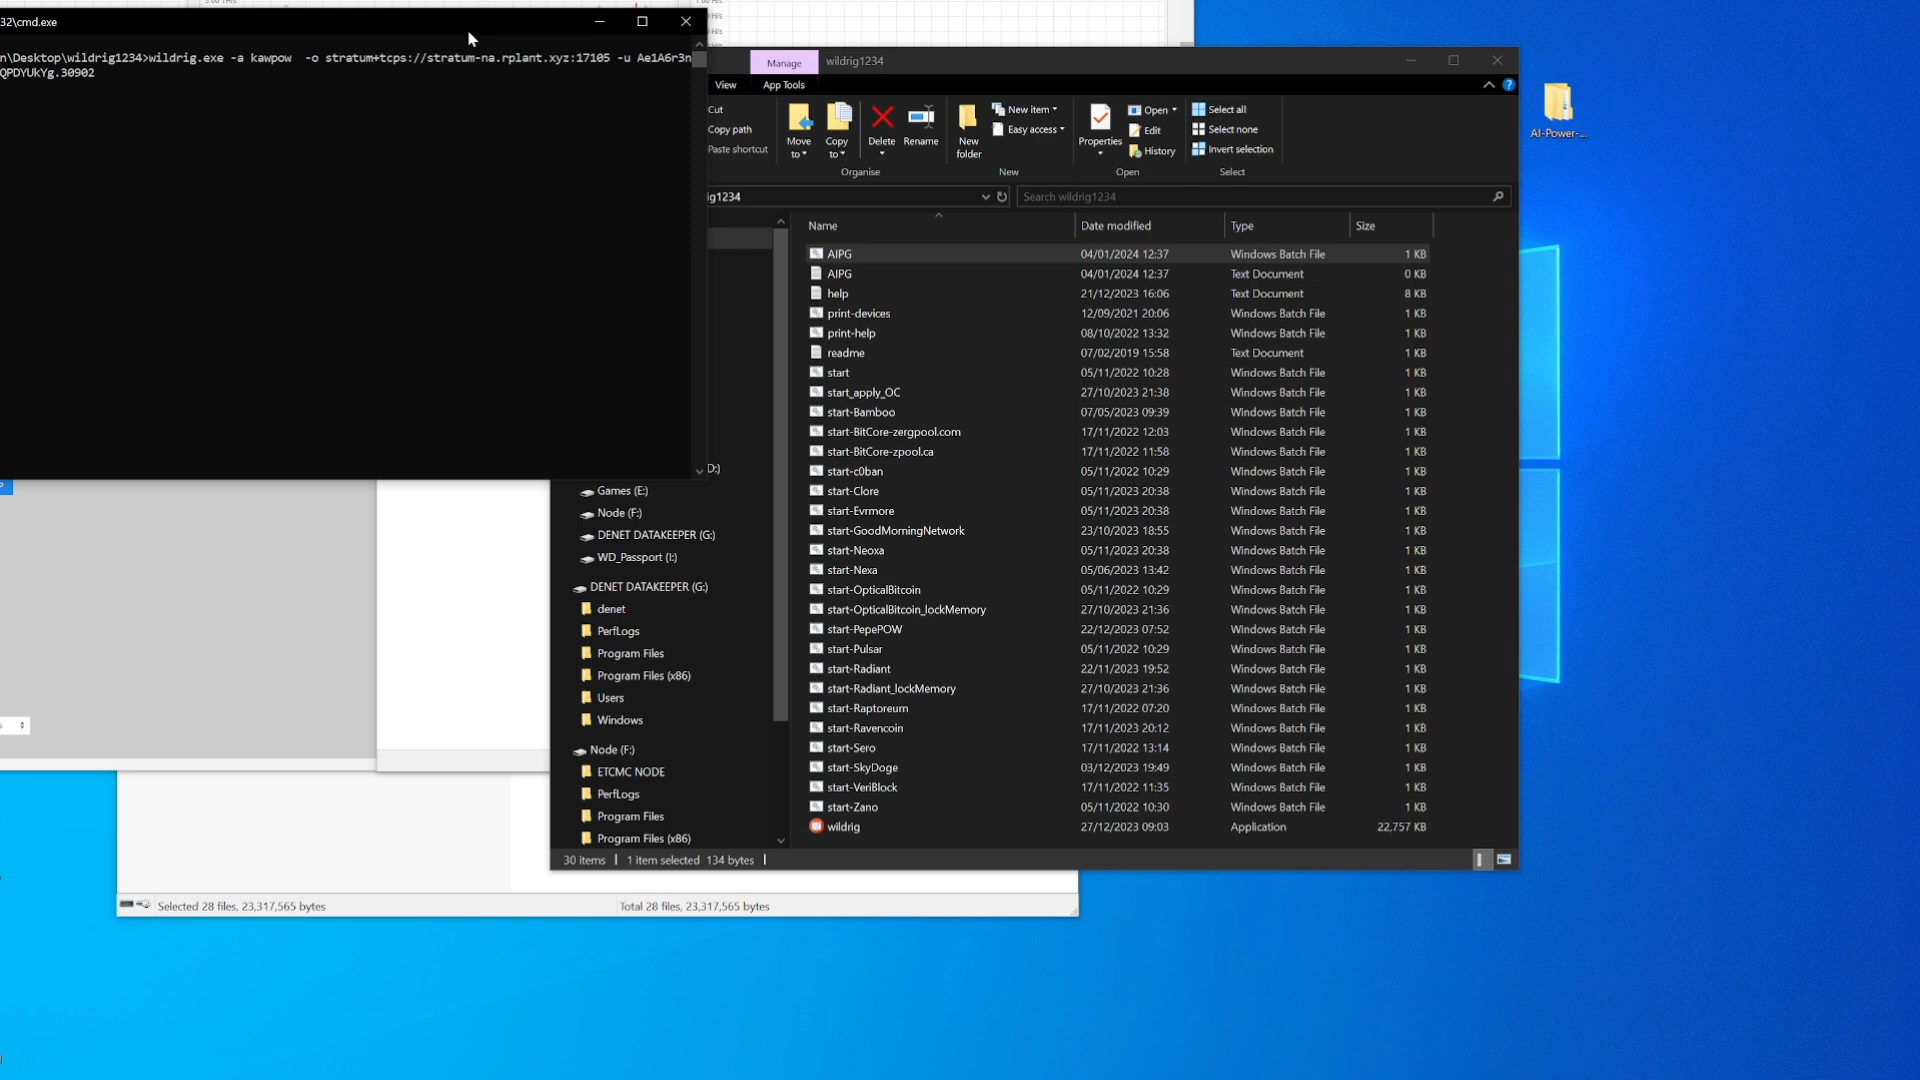 32\cmd.exe
n\Desktop\wildrig1234>wildrig.exe -a kawpow -o stratum+tcps://stratum-na.rplant.xyz:17105 -u Ae1A6r3n
QPDYUkYg.30902
Manage
wildrig1234
View
App Tools
Cut
Copy path
Paste shortcut
Move to
Copy to
Delete
Rename
New folder
New item
Easy access
Properties
Open
Edit
History
Select all
Select none
Invert selection
Organise
New
Open
Select
ig1234
Search wildrig1234
Name Date modified Type Size
AIPG 04/01/2024 12:37 Windows Batch File 1 KB
AIPG 04/01/2024 12:37 Text Document 0 KB
help 21/12/2023 16:06 Text Document 8 KB
print-devices 12/09/2021 20:06 Windows Batch File 1 KB
print-help 08/10/2022 13:32 Windows Batch File 1 KB
readme 07/02/2019 15:58 Text Document 1 KB
start 05/11/2022 10:28 Windows Batch File 1 KB
start_apply_OC 27/10/2023 21:38 Windows Batch File 1 KB
start-Bamboo 07/05/2023 09:39 Windows Batch File 1 KB
start-BitCore-zergpool.com 17/11/2022 12:03 Windows Batch File 1 KB
start-BitCore-zpool.ca 17/11/2022 11:58 Windows Batch File 1 KB
start-c0ban 05/11/2022 10:29 Windows Batch File 1 KB
start-Clore 05/11/2023 20:38 Windows Batch File 1 KB
start-Evrmore 05/11/2023 20:38 Windows Batch File 1 KB
start-GoodMorningNetwork 23/10/2023 18:55 Windows Batch File 1 KB
start-Neoxa 05/11/2023 20:38 Windows Batch File 1 KB
start-Nexa 05/06/2023 13:42 Windows Batch File 1 KB
start-OpticalBitcoin 05/11/2022 10:29 Windows Batch File 1 KB
start-OpticalBitcoin_lockMemory 27/10/2023 21:36 Windows Batch File 1 KB
start-PepePOW 22/12/2023 07:52 Windows Batch File 1 KB
start-Pulsar 05/11/2022 10:29 Windows Batch File 1 KB
start-Radiant 22/11/2023 19:52 Windows Batch File 1 KB
start-Radiant_lockMemory 27/10/2023 21:36 Windows Batch File 1 KB
start-Raptoreum 17/11/2022 07:20 Windows Batch File 1 KB
start-Ravencoin 17/11/2023 20:12 Windows Batch File 1 KB
start-Sero 17/11/2022 13:14 Windows Batch File 1 KB
start-SkyDoge 03/12/2023 19:49 Windows Batch File 1 KB
start-VeriBlock 17/11/2022 11:35 Windows Batch File 1 KB
start-Zano 05/11/2022 10:30 Windows Batch File 1 KB
wildrig 27/12/2023 09:03 Application 22,757 KB
D:)
Games (E:)
Node (F:)
DENET DATAKEEPER (G:)
WD_Passport (I:)
DENET DATAKEEPER (G:)
denet
PerfLogs
Program Files
Program Files (x86)
Users
Windows
Node (F:)
ETCMC NODE
PerfLogs
Program Files
Program Files (x86)
30 items 1 item selected 134 bytes
Selected 28 files, 23,317,565 bytes
Total 28 files, 23,317,565 bytes
AI-Power-...